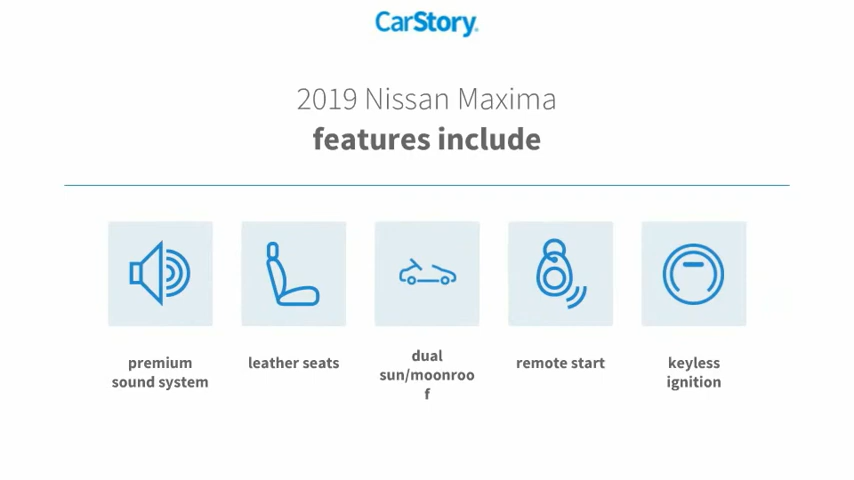 CarStory
2019 Nissan Maxima
features include
premium
sound system
leather seats
dual
sun/moonroo
f
remote start
keyless
ignition